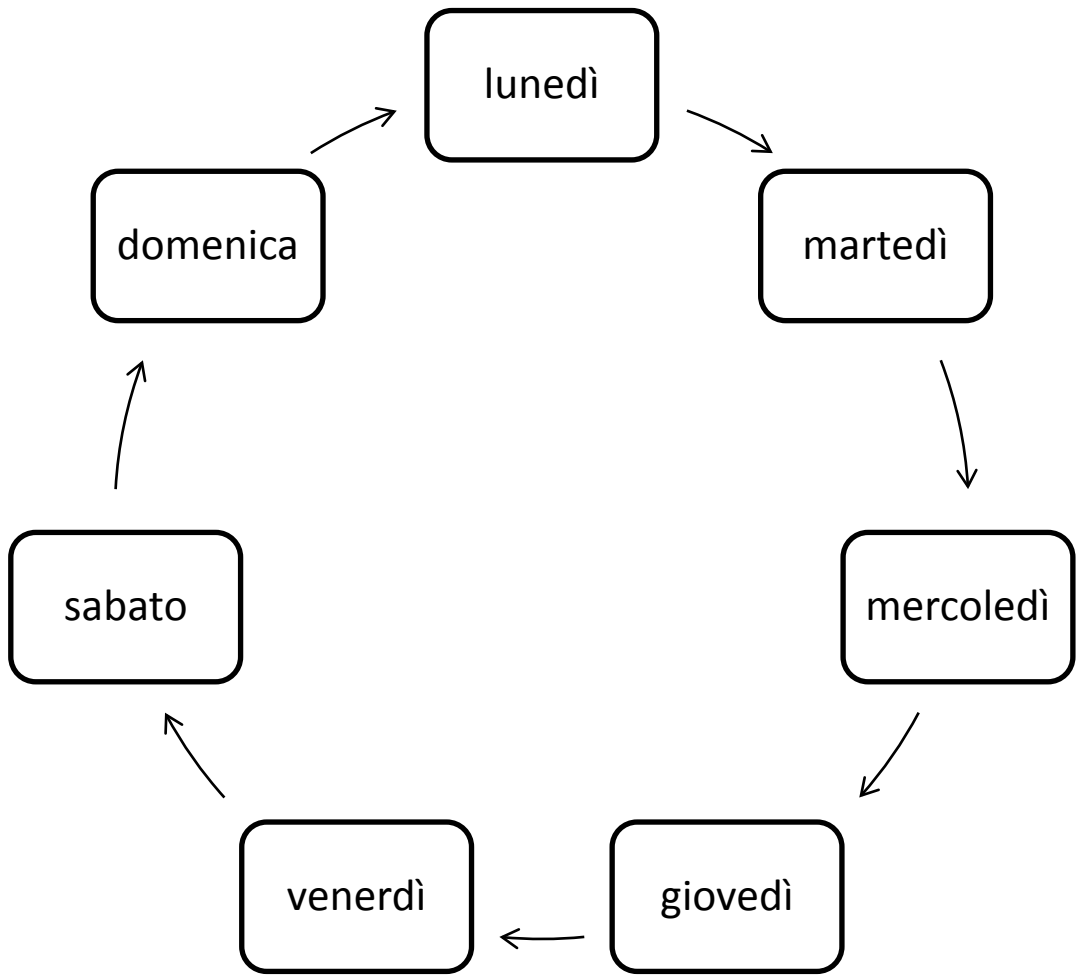 lunedì
martedì
mercoledì
giovedì
venerdì
sabato
domenica